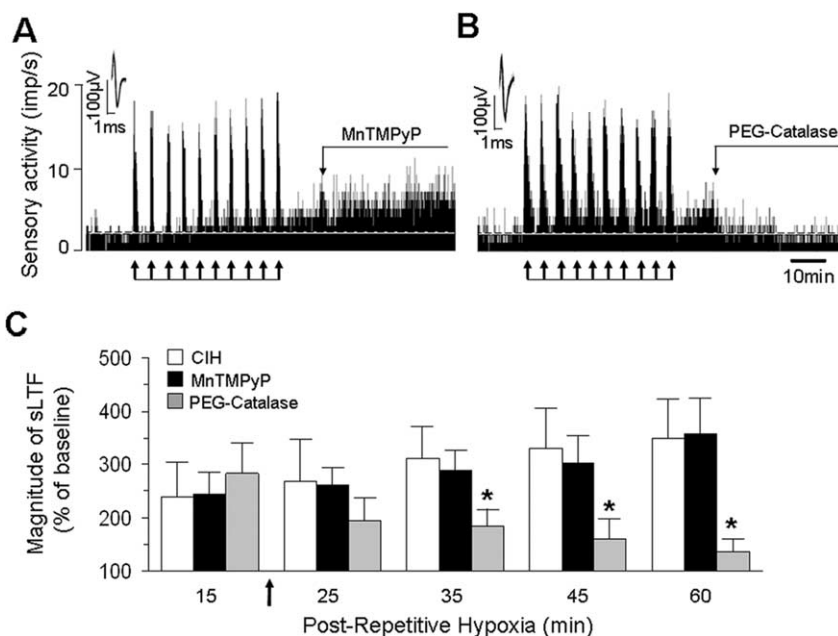 A
Sensory activity (imp/s)
20
10
0
100µV
1ms
MnTMPyP
B
100µV
1ms
PEG-Catalase
10min
C
Magnitude of sLTF
(% of baseline)
500
400
300
200
100
CIH
MnTMPyP
PEG-Catalase
* * *
15 25 35 45 60
Post-Repetitive Hypoxia (min)